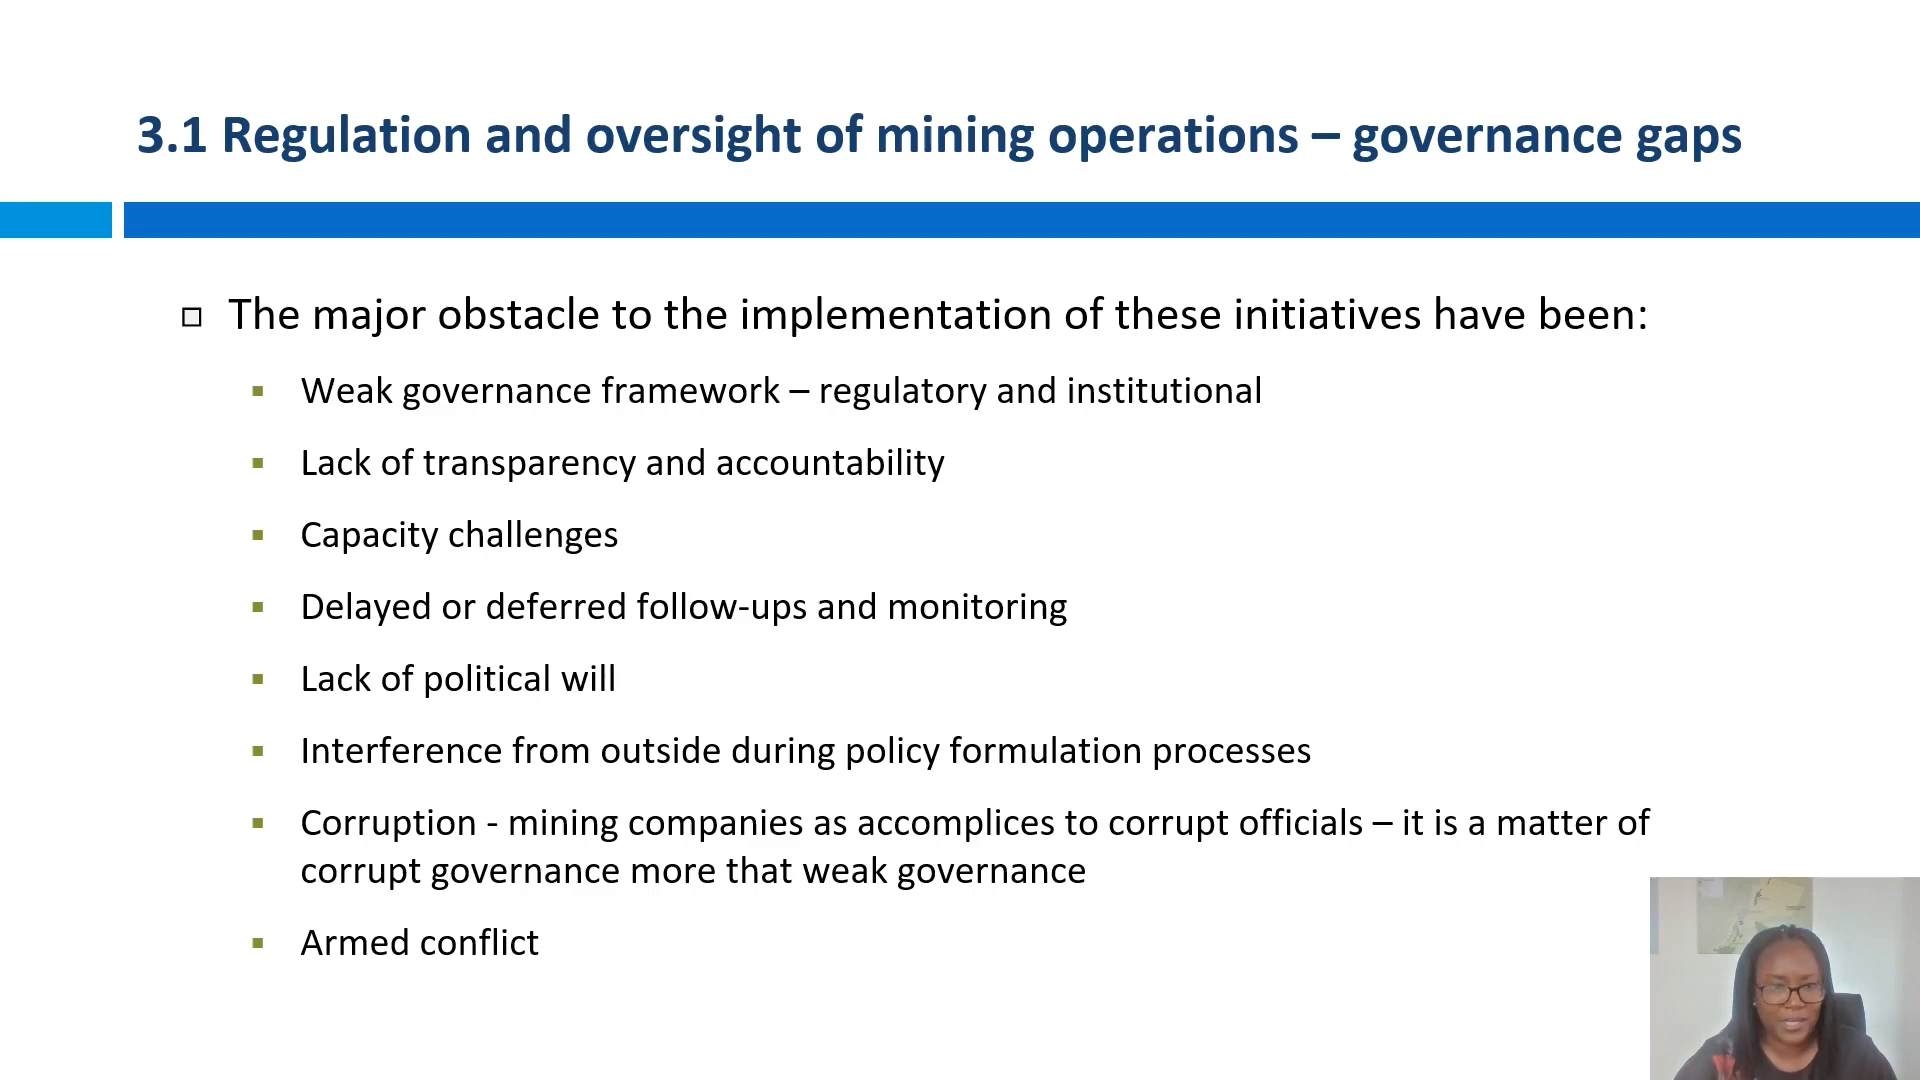 3.1 Regulation and oversight of mining operations – governance gaps
The major obstacle to the implementation of these initiatives have been:
Weak governance framework – regulatory and institutional
Lack of transparency and accountability
Capacity challenges
Delayed or deferred follow-ups and monitoring
Lack of political will
Interference from outside during policy formulation processes
Corruption - mining companies as accomplices to corrupt officials – it is a matter of
corrupt governance more that weak governance
Armed conflict